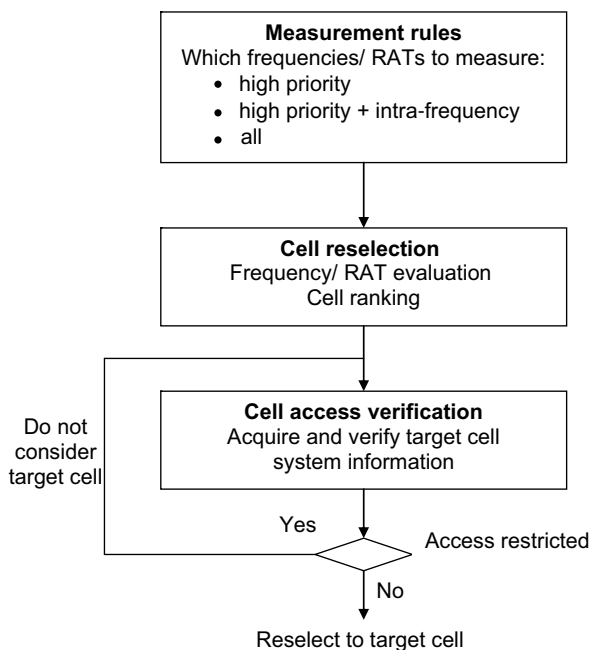 Measurement rules
Which frequencies/ RATs to measure:
• high priority
• high priority + intra-frequency
• all
Cell reselection
Frequency/ RAT evaluation
Cell ranking
Do not
consider
target cell
Cell access verification
Acquire and verify target cell
system information
Yes
Access restricted
No
Reselect to target cell